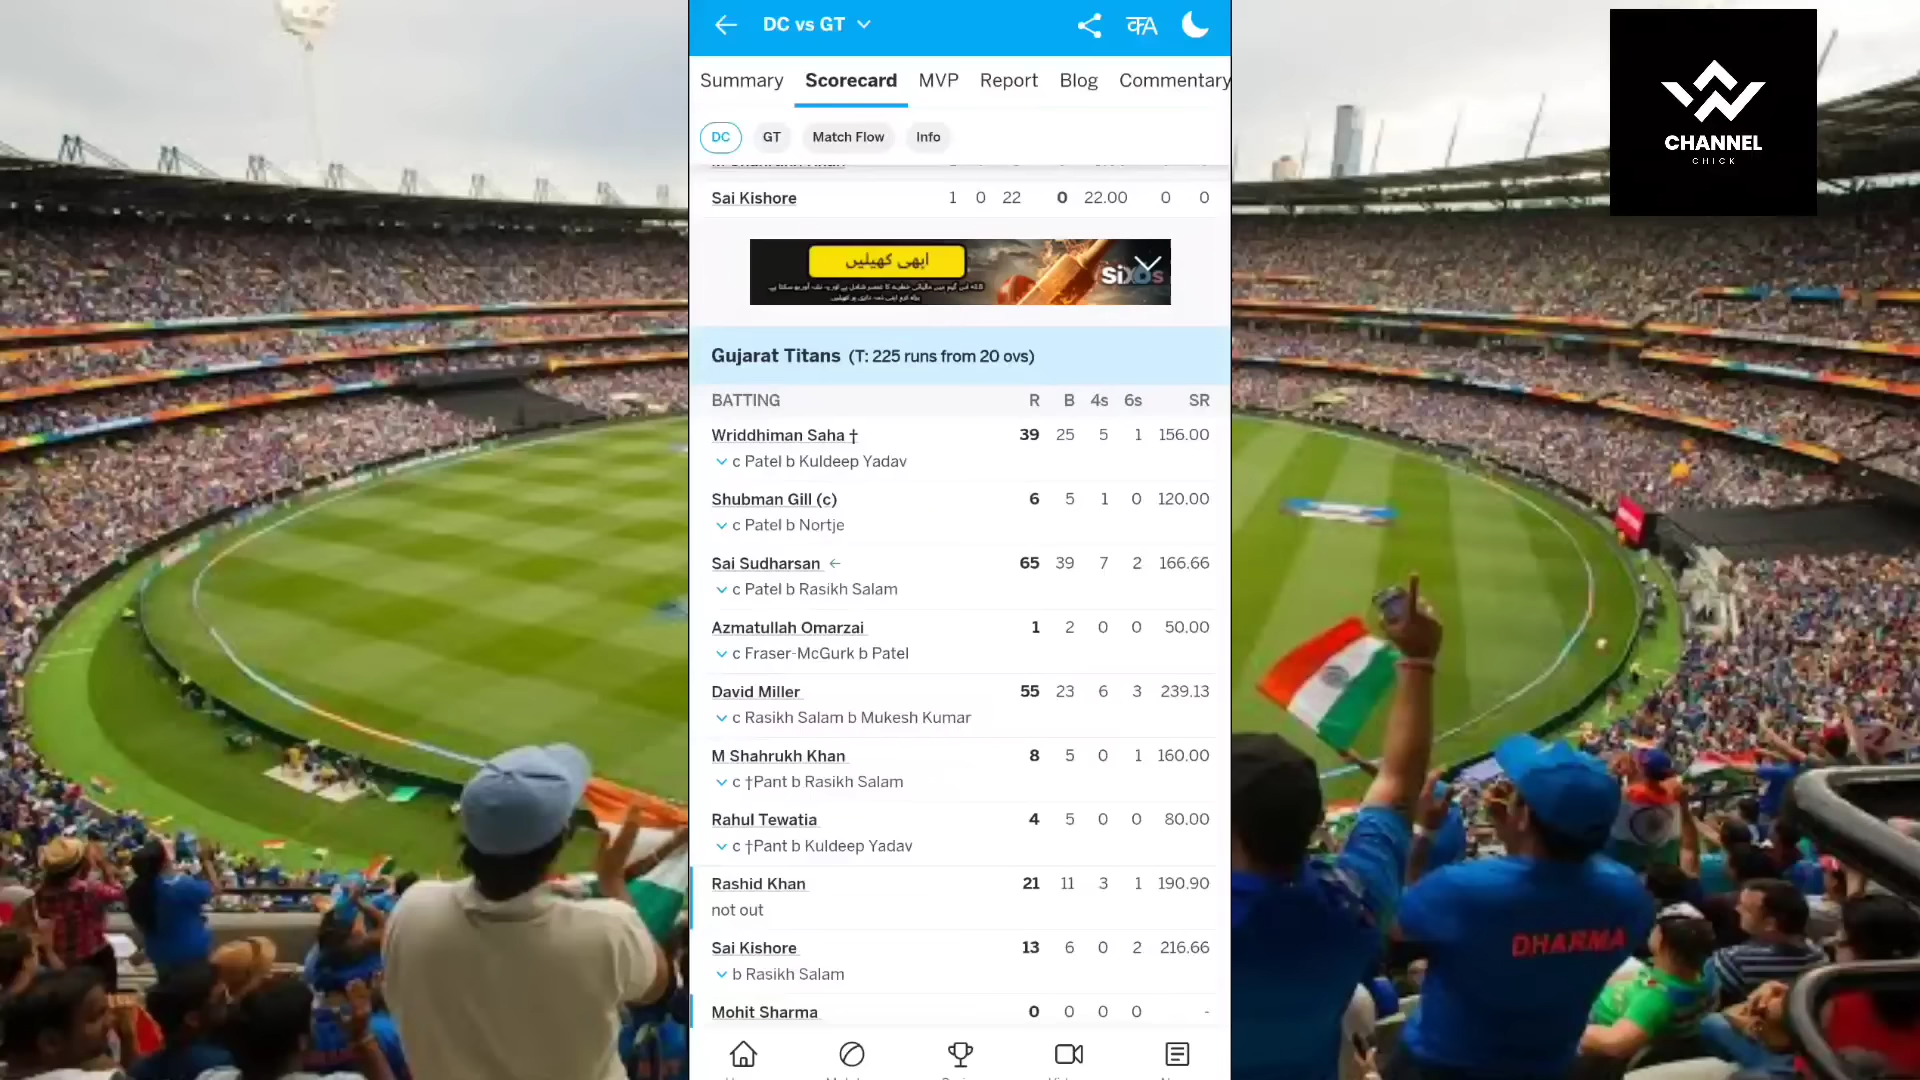 DC vs GT
CHANNEL
CHICK
Summary Scorecard MVP Report Blog Commentary
DC GT Match Flow Info
Sai Kishore 1 0 22 0 22.00 0 0
ابھی کھیلیں
SiXOs
Gujarat Titans (T: 225 runs from 20 ovs)
BATTING R B 4s 6s SR
Wriddhiman Saha † 39 25 5 1 156.00
c Patel b Kuldeep Yadav
Shubman Gill (c) 6 5 1 0 120.00
c Patel b Nortje
Sai Sudharsan ← 65 39 7 2 166.66
c Patel b Rasikh Salam
Azmatullah Omarzai 1 2 0 0 50.00
c Fraser-McGurk b Patel
David Miller 55 23 6 3 239.13
c Rasikh Salam b Mukesh Kumar
M Shahrukh Khan 8 5 0 1 160.00
c †Pant b Rasikh Salam
Rahul Tewatia 4 5 0 0 80.00
c †Pant b Kuldeep Yadav
Rashid Khan 21 11 3 1 190.90
not out
Sai Kishore 13 6 0 2 216.66
b Rasikh Salam
Mohit Sharma 0 0 0 0 -
DHARMA